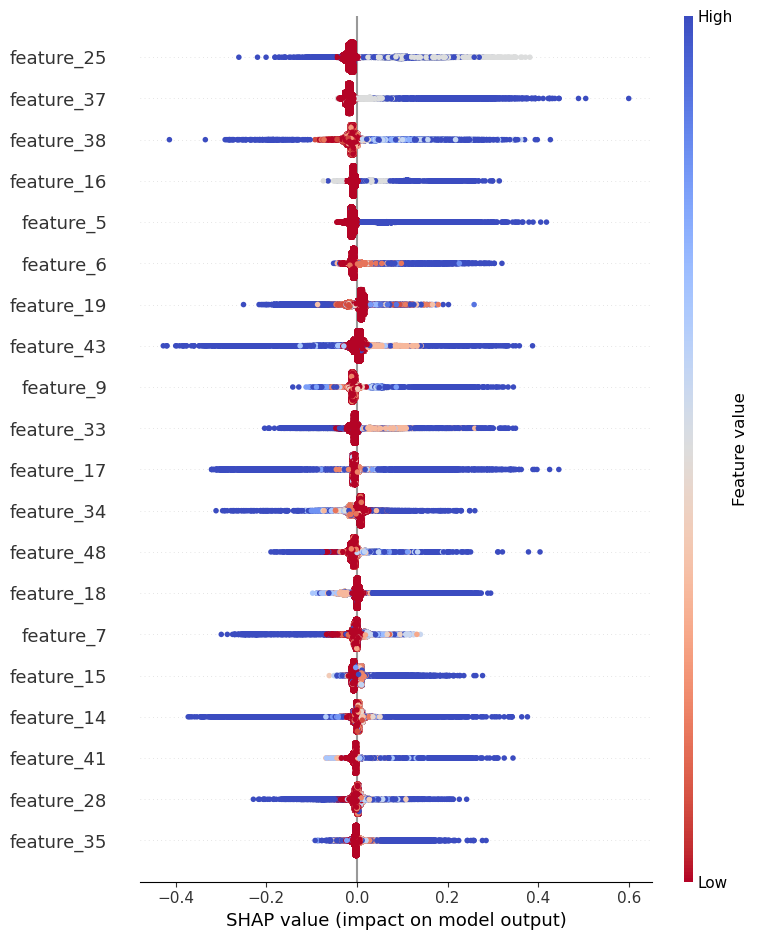 High
feature_25
feature_37
feature_38
feature_16
feature_5
feature_6
feature_19
feature_43
feature_9
feature_33
feature_17
feature_34
feature_48
feature_18
feature_7
feature_15
feature_14
feature_41
feature_28
feature_35
Feature value
Low
−0.4 −0.2 0.0 0.2 0.4 0.6
SHAP value (impact on model output)